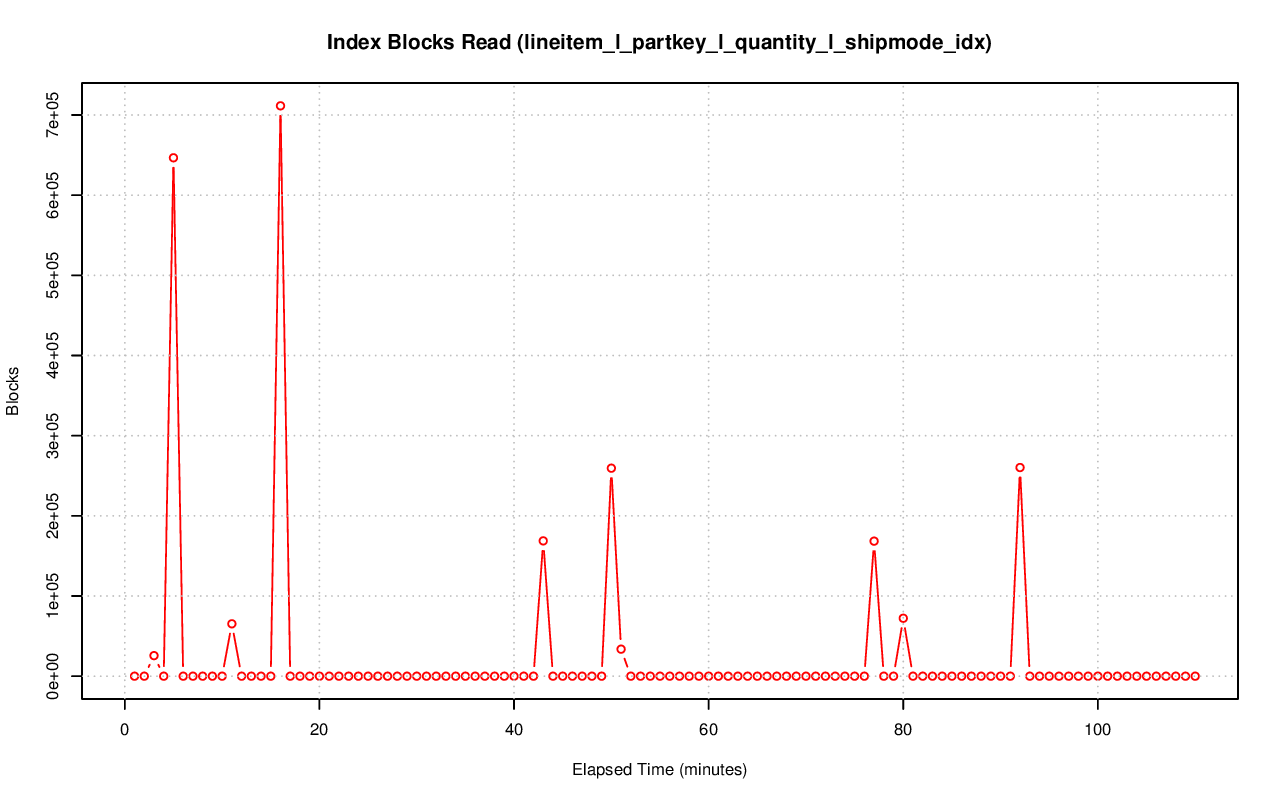 Index Blocks Read (lineitem_l_partkey_l_quantity_l_shipmode_idx)
7e+05
6e+05
5e+05
4e+05
3e+05
2e+05
1e+05
0e+00
Blocks
0 20 40 60 80 100
Elapsed Time (minutes)